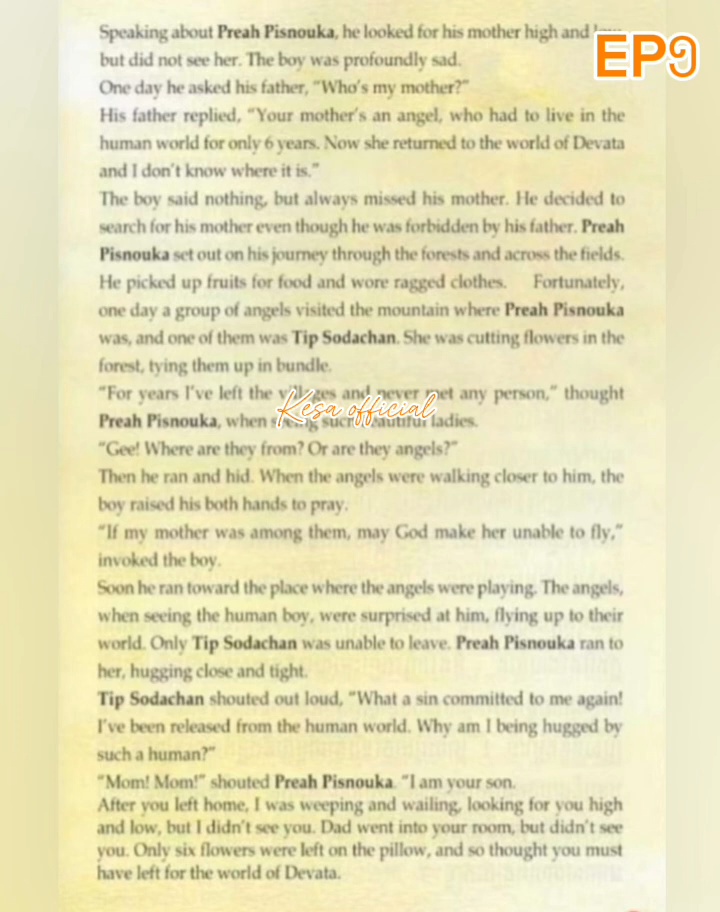 Speaking about Preah Pisnouka, he looked for his mother high and
EP9
but did not see her. The boy was profoundly sad.
One day he asked his father, "Who's my mother?"
His father replied, "Your mother's an angel, who had to live in the
human world for only 6 years. Now she returned to the world of Devata
and I don't know where it is."
The boy said nothing, but always missed his mother. He decided to
search for his mother even though he was forbidden by his father. Preah
Pisnouka set out on his journey through the forests and across the fields.
He picked up fruits for food and wore ragged clothes. Fortunately,
one day a group of angels visited the mountain where Preah Pisnouka
was, and one of them was Tip Sodachan. She was cutting flowers in the
forest, tying them up in bundle.
"For years I've left the villages and never met any person," thought
Kesa official
Preah Pisnouka, when seeing such beautiful ladies.
"Gee! Where are they from? Or are they angels?"
Then he ran and hid. When the angels were walking closer to him, the
boy raised his both hands to pray.
"If my mother was among them, may God make her unable to fly,"
invoked the boy.
Soon he ran toward the place where the angels were playing. The angels,
when seeing the human boy, were surprised at him, flying up to their
world. Only Tip Sodachan was unable to leave. Preah Pisnouka ran to
her, hugging close and tight.
Tip Sodachan shouted out loud, "What a sin committed to me again!
I've been released from the human world. Why am I being hugged by
such a human?"
"Mom! Mom!" shouted Preah Pisnouka. "I am your son.
After you left home, I was weeping and wailing, looking for you high
and low, but I didn't see you. Dad went into your room, but didn't see
you. Only six flowers were left on the pillow, and so thought you must
have left for the world of Devata.